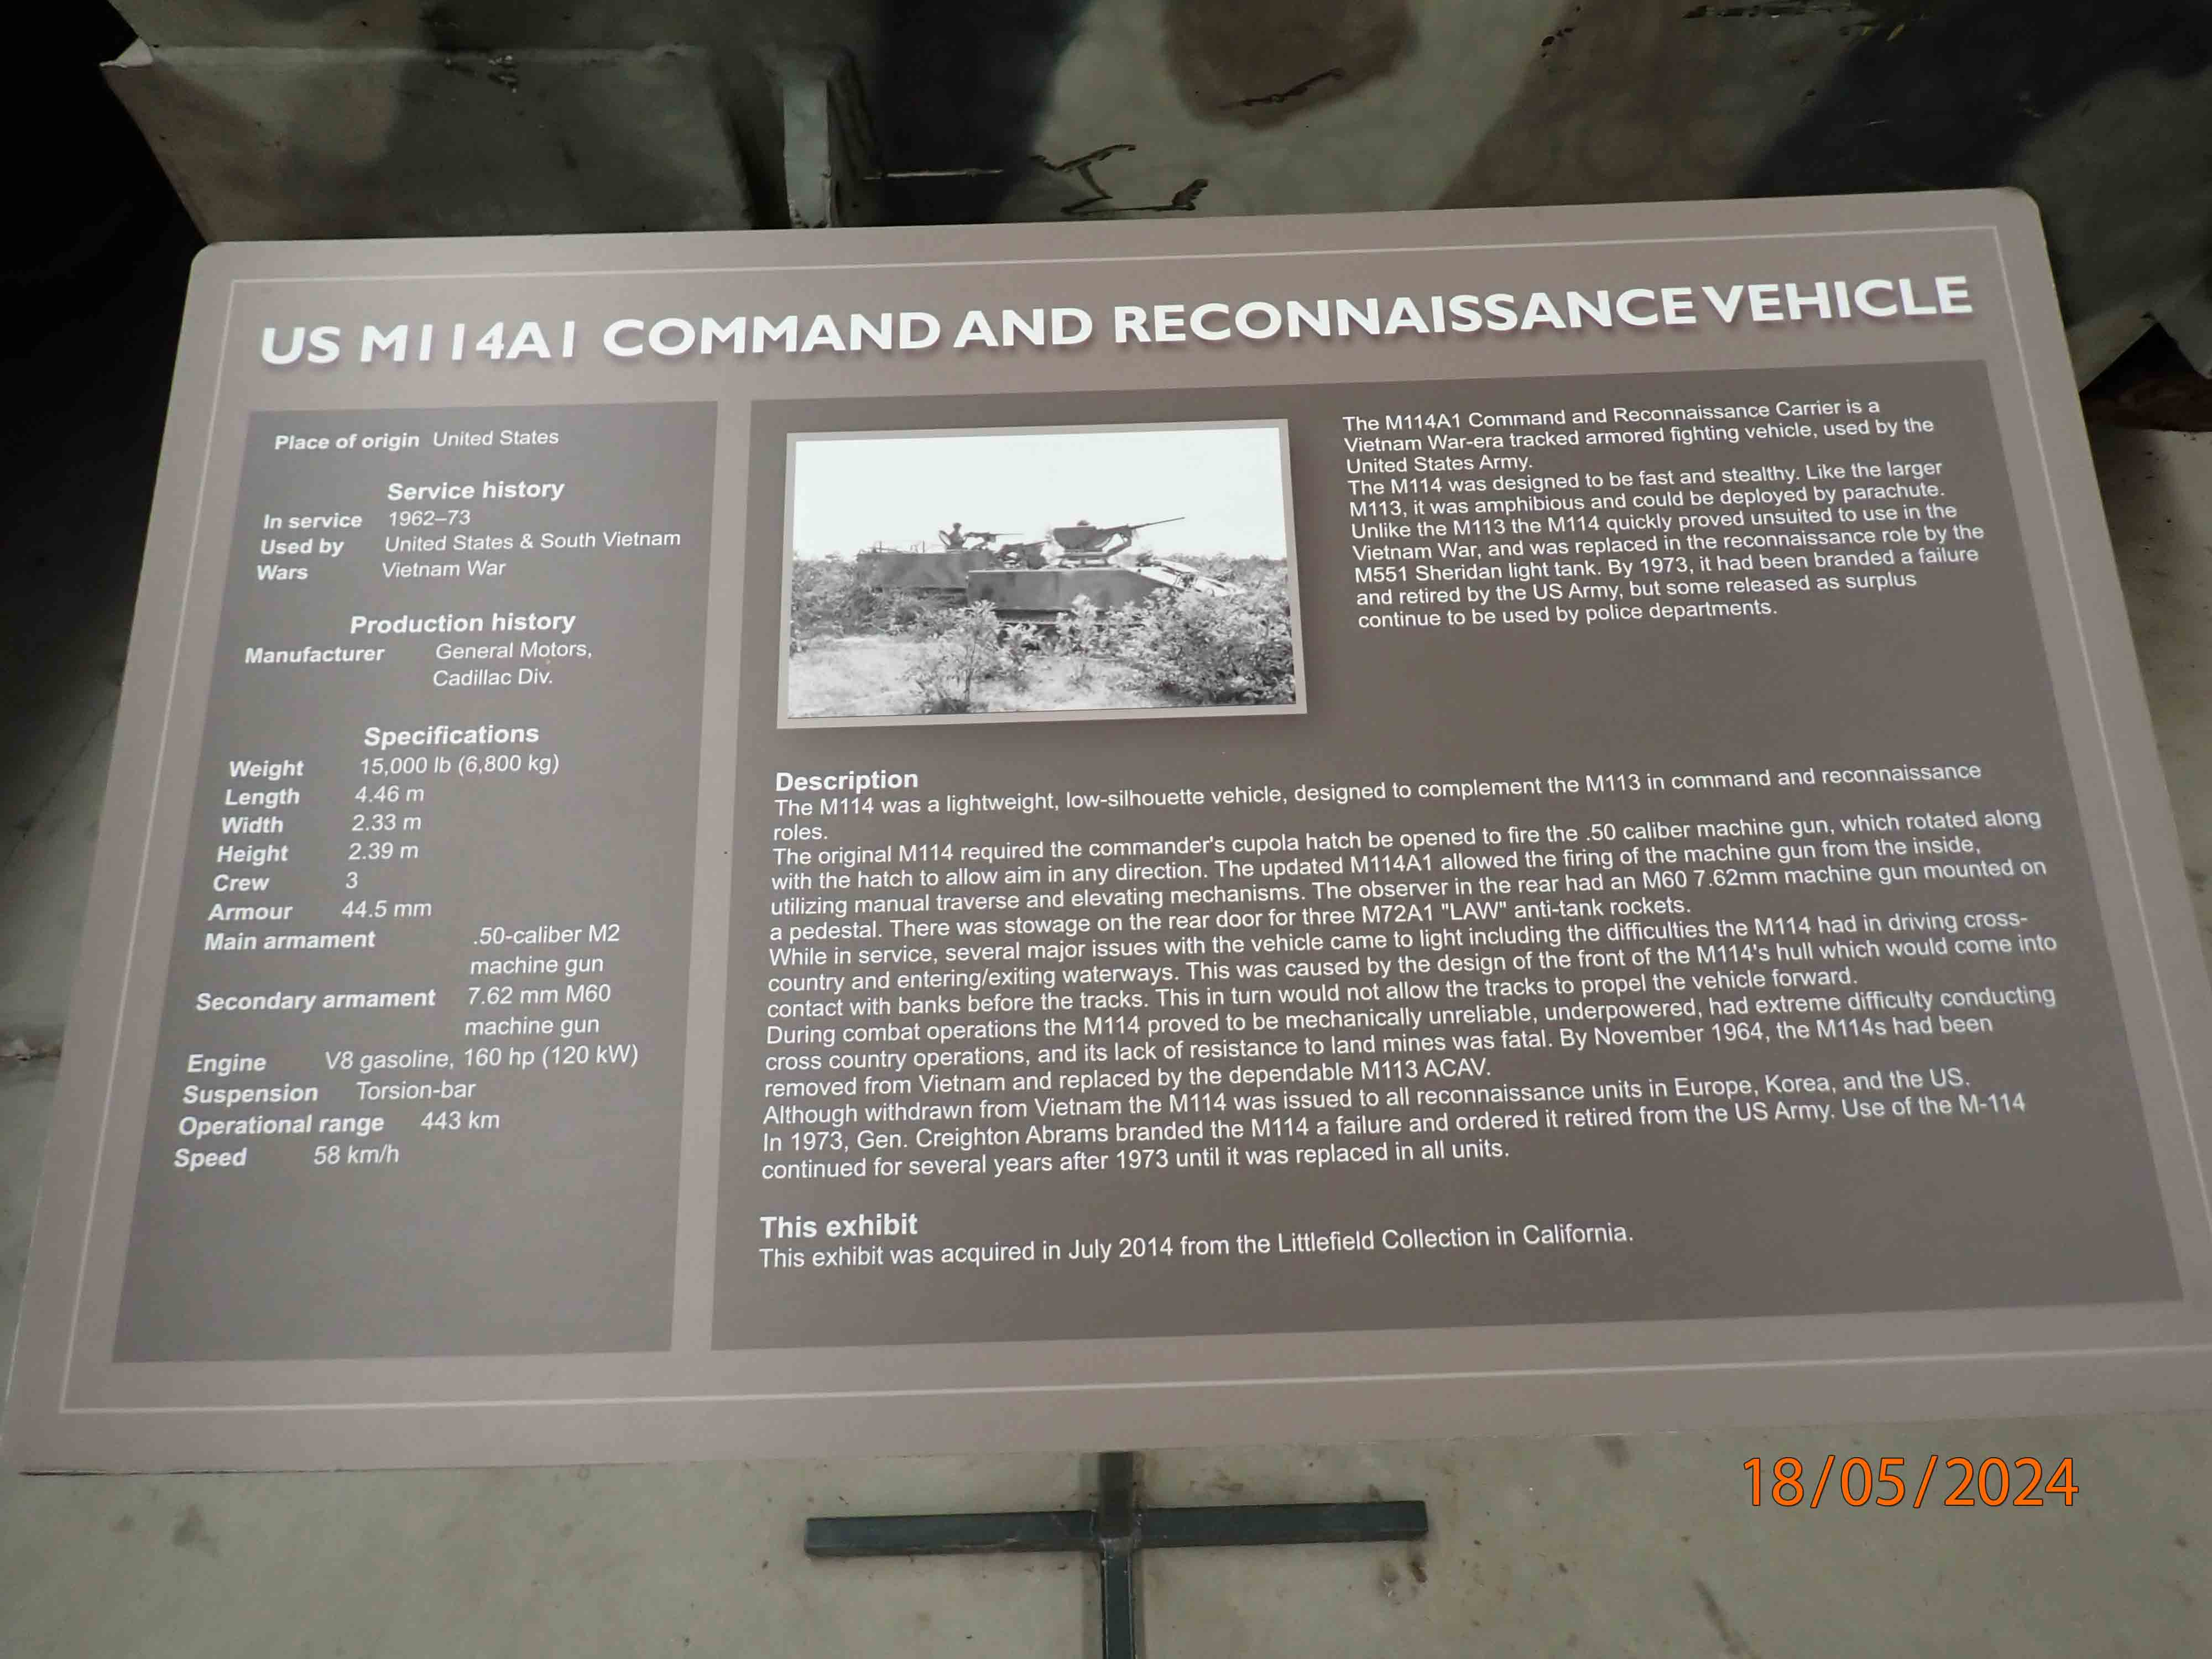 US M114A1 COMMAND AND RECONNAISSANCE VEHICLE
Place of origin United States
Service history
In service 1962–73
Used by United States & South Vietnam
Wars Vietnam War
Production history
Manufacturer General Motors,
Cadillac Div.
Specifications
Weight 15,000 lb (6,800 kg)
Length 4.46 m
Width 2.33 m
Height 2.39 m
Crew 3
Armour 44.5 mm
Main armament .50-caliber M2
machine gun
Secondary armament 7.62 mm M60
machine gun
Engine V8 gasoline, 160 hp (120 kW)
Suspension Torsion-bar
Operational range 443 km
Speed 58 km/h
The M114A1 Command and Reconnaissance Carrier is a
Vietnam War-era tracked armored fighting vehicle, used by the
United States Army.
The M114 was designed to be fast and stealthy. Like the larger
M113, it was amphibious and could be deployed by parachute.
Unlike the M113 the M114 quickly proved unsuited to use in the
Vietnam War, and was replaced in the reconnaissance role by the
M551 Sheridan light tank. By 1973, it had been branded a failure
and retired by the US Army, but some released as surplus
continue to be used by police departments.
Description
The M114 was a lightweight, low-silhouette vehicle, designed to complement the M113 in command and reconnaissance
roles.
The original M114 required the commander's cupola hatch be opened to fire the .50 caliber machine gun, which rotated along
with the hatch to allow aim in any direction. The updated M114A1 allowed the firing of the machine gun from the inside,
utilizing manual traverse and elevating mechanisms. The observer in the rear had an M60 7.62mm machine gun mounted on
a pedestal. There was stowage on the rear door for three M72A1 "LAW" anti-tank rockets.
While in service, several major issues with the vehicle came to light including the difficulties the M114 had in driving cross-
country and entering/exiting waterways. This was caused by the design of the front of the M114's hull which would come into
contact with banks before the tracks. This in turn would not allow the tracks to propel the vehicle forward.
During combat operations the M114 proved to be mechanically unreliable, underpowered, had extreme difficulty conducting
cross country operations, and its lack of resistance to land mines was fatal. By November 1964, the M114s had been
removed from Vietnam and replaced by the dependable M113 ACAV.
Although withdrawn from Vietnam the M114 was issued to all reconnaissance units in Europe, Korea, and the US.
In 1973, Gen. Creighton Abrams branded the M114 a failure and ordered it retired from the US Army. Use of the M-114
continued for several years after 1973 until it was replaced in all units.
This exhibit
This exhibit was acquired in July 2014 from the Littlefield Collection in California.
18/05/2024